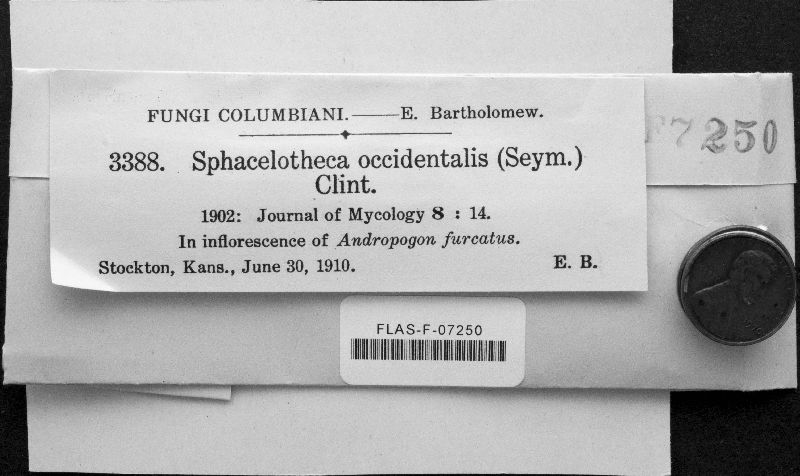 FUNGI COLUMBIANI.——E. Bartholomew.
3388. Sphacelotheca occidentalis (Seym.)
Clint.
1902: Journal of Mycology 8 : 14.
In inflorescence of Andropogon furcatus.
Stockton, Kans., June 30, 1910. E. B.
F7250
FLAS-F-07250